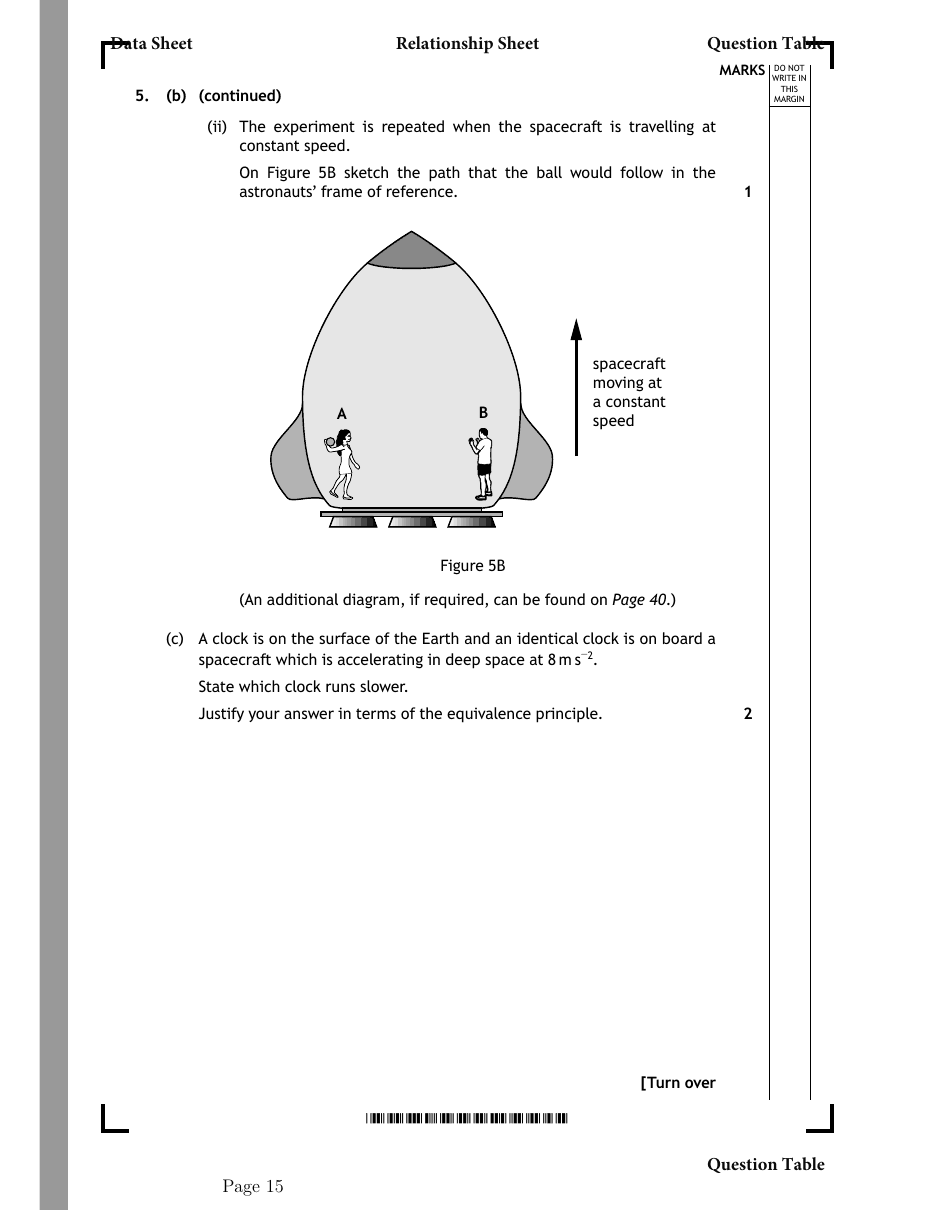 Data Sheet Relationship Sheet Question Table
MARKS
DO NOT
WRITE IN
THIS
MARGIN
5. (b) (continued)
(ii) The experiment is repeated when the spacecraft is travelling at
constant speed.
On Figure 5B sketch the path that the ball would follow in the
astronauts’ frame of reference. 1
spacecraft
moving at
a constant
speed
A B
Figure 5B
(An additional diagram, if required, can be found on Page 40.)
(c) A clock is on the surface of the Earth and an identical clock is on board a
spacecraft which is accelerating in deep space at 8 m s⁻².
State which clock runs slower.
Justify your answer in terms of the equivalence principle. 2
[Turn over
Question Table
Page 15